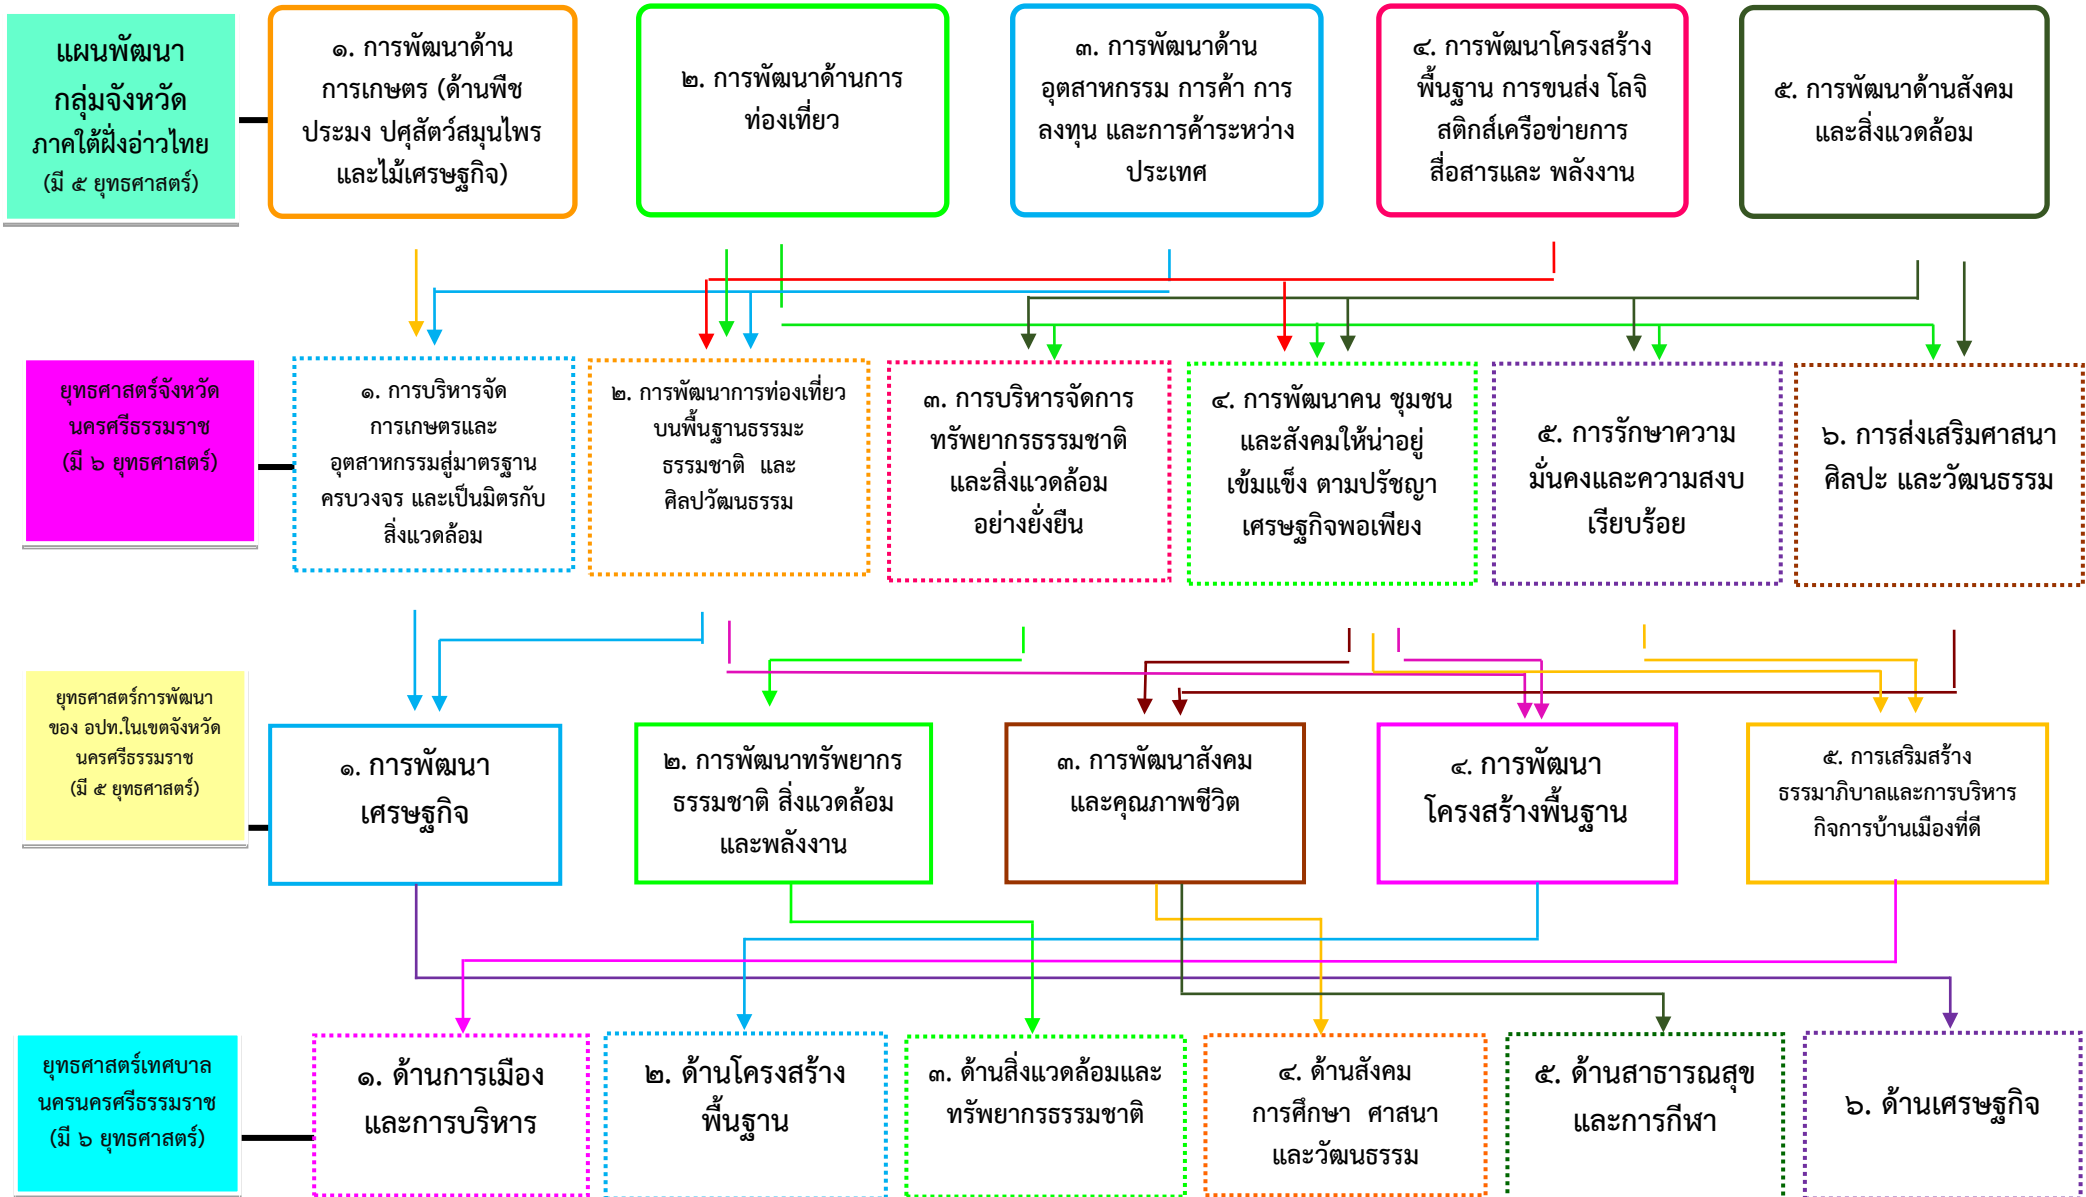 แผนพัฒนา
กลุ่มจังหวัด
ภาคใต้ฝั่งอ่าวไทย
(มี ๕ ยุทธศาสตร์)
๑. การพัฒนาด้าน
การเกษตร (ด้านพืช
ประมง ปศุสัตว์สมุนไพร
และไม้เศรษฐกิจ)
๒. การพัฒนาด้านการ
ท่องเที่ยว
๓. การพัฒนาด้าน
อุตสาหกรรม การค้า การ
ลงทุน และการค้าระหว่าง
ประเทศ
๔. การพัฒนาโครงสร้าง
พื้นฐาน การขนส่ง โลจิ
สติกส์เครือข่ายการ
สื่อสารและ พลังงาน
๕. การพัฒนาด้านสังคม
และสิ่งแวดล้อม
ยุทธศาสตร์จังหวัด
นครศรีธรรมราช
(มี ๖ ยุทธศาสตร์)
๑. การบริหารจัด
การเกษตรและ
อุตสาหกรรมสู่มาตรฐาน
ครบวงจร และเป็นมิตรกับ
สิ่งแวดล้อม
๒. การพัฒนาการท่องเที่ยว
บนพื้นฐานธรรมะ
ธรรมชาติ และ
ศิลปวัฒนธรรม
๓. การบริหารจัดการ
ทรัพยากรธรรมชาติ
และสิ่งแวดล้อม
อย่างยั่งยืน
๔. การพัฒนาคน ชุมชน
และสังคมให้น่าอยู่
เข้มแข็ง ตามปรัชญา
เศรษฐกิจพอเพียง
๕. การรักษาความ
มั่นคงและความสงบ
เรียบร้อย
๖. การส่งเสริมศาสนา
ศิลปะ และวัฒนธรรม
ยุทธศาสตร์การพัฒนา
ของ อปท.ในเขตจังหวัด
นครศรีธรรมราช
(มี ๕ ยุทธศาสตร์)
๑. การพัฒนา
เศรษฐกิจ
๒. การพัฒนาทรัพยากร
ธรรมชาติ สิ่งแวดล้อม
และพลังงาน
๓. การพัฒนาสังคม
และคุณภาพชีวิต
๔. การพัฒนา
โครงสร้างพื้นฐาน
๕. การเสริมสร้าง
ธรรมาภิบาลและการบริหาร
กิจการบ้านเมืองที่ดี
ยุทธศาสตร์เทศบาล
นครนครศรีธรรมราช
(มี ๖ ยุทธศาสตร์)
๑. ด้านการเมือง
และการบริหาร
๒. ด้านโครงสร้าง
พื้นฐาน
๓. ด้านสิ่งแวดล้อมและ
ทรัพยากรธรรมชาติ
๔. ด้านสังคม
การศึกษา ศาสนา
และวัฒนธรรม
๕. ด้านสาธารณสุข
และการกีฬา
๖. ด้านเศรษฐกิจ